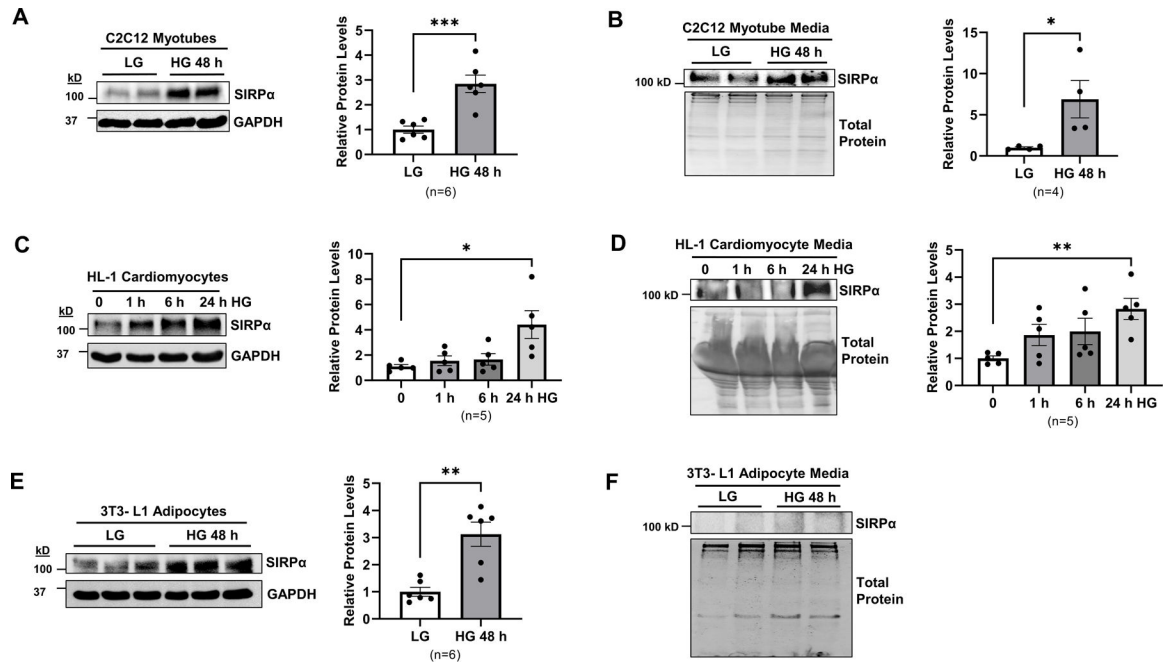 A
C2C12 Myotubes
LG HG 48 h
kD
100
SIRPα
37
GAPDH
Relative Protein Levels
5
4
3
2
1
0
***
LG HG 48 h
(n=6)
B
C2C12 Myotube Media
LG HG 48 h
100 kD
SIRPα
Total
Protein
Relative Protein Levels
15
10
5
0
*
LG HG 48 h
(n=4)
C
HL-1 Cardiomyocytes
0 1 h 6 h 24 h HG
kD
100
SIRPα
37
GAPDH
Relative Protein Levels
10
8
6
4
2
0
*
0 1 h 6 h 24 h HG
(n=5)
D
HL-1 Cardiomyocyte Media
0 1 h 6 h 24 h HG
100 kD
SIRPα
Total
Protein
Relative Protein Levels
5
4
3
2
1
0
**
0 1 h 6 h 24 h HG
(n=5)
E
3T3- L1 Adipocytes
LG HG 48 h
kD
100
SIRPα
37
GAPDH
Relative Protein Levels
5
4
3
2
1
0
**
LG HG 48 h
(n=6)
F
3T3- L1 Adipocyte Media
LG HG 48 h
100 kD
SIRPα
Total
Protein